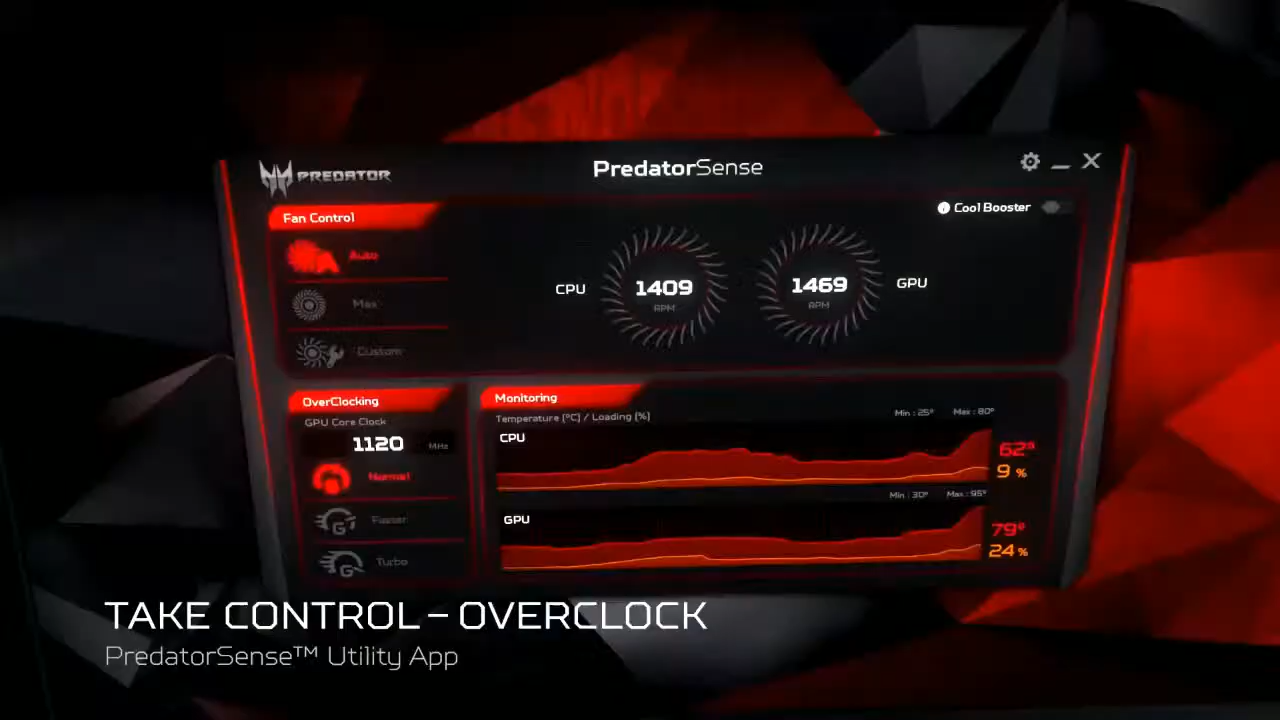 PREDATOR
PredatorSense
Fan Control
Cool Booster
Auto
Max
Custom
CPU
1409
RPM
1469
RPM
GPU
OverClocking
GPU Core Clock
1120 MHz
Normal
Faster
Turbo
Monitoring
Temperature [°C] / Loading [%]
Min : 25° Max : 80°
CPU
62°
9 %
Min : 30° Max : 95°
GPU
79°
24 %
TAKE CONTROL – OVERCLOCK
PredatorSense™ Utility App